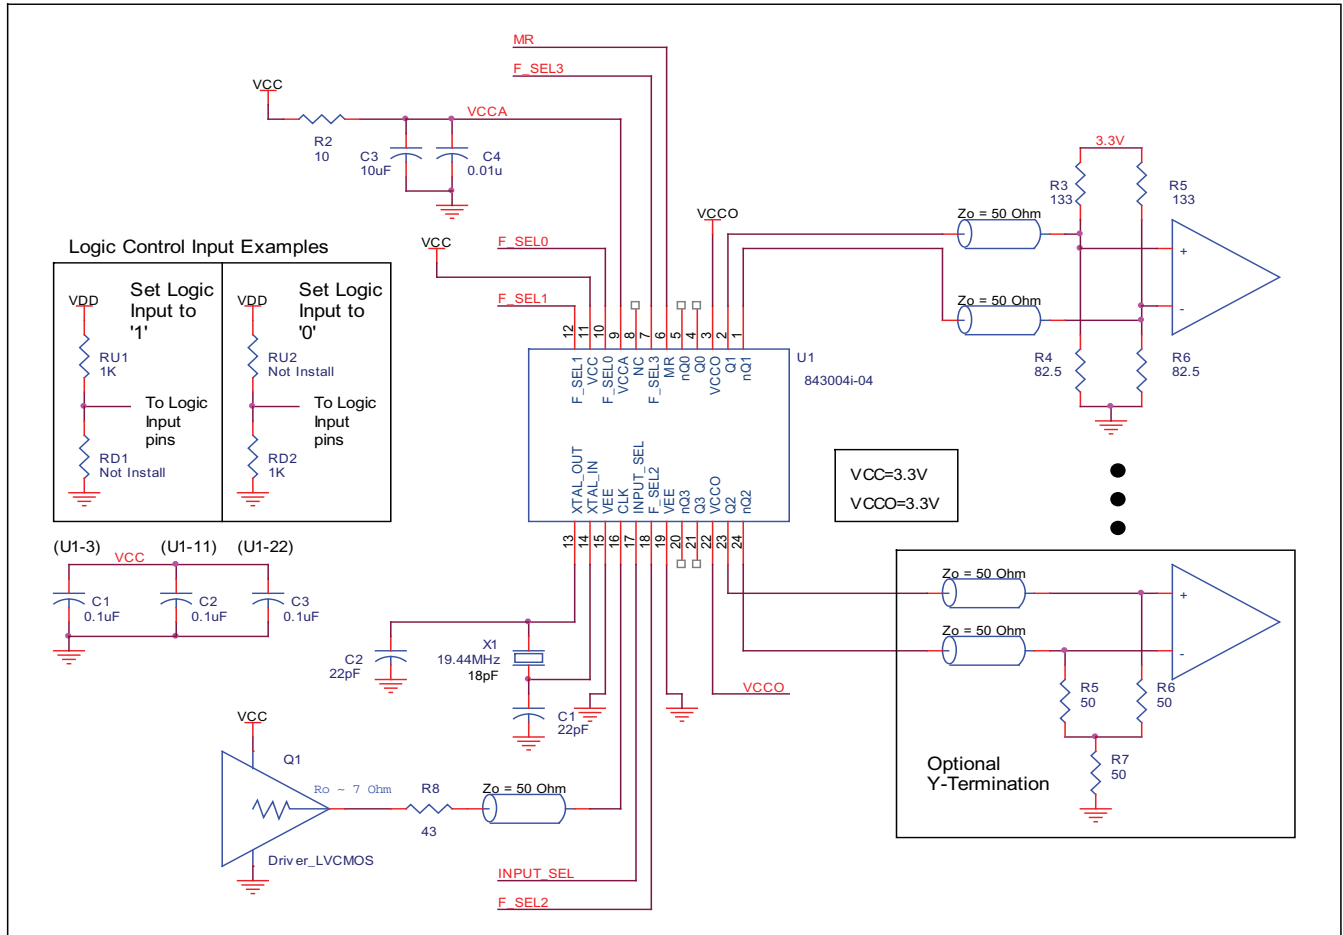 MR
F_SEL3
VCC
VCCA
R2
10
C3
10uF
C4
0.01u
3.3V
R3
133
R5
133
Zo = 50 Ohm
VCCO
+
-
Zo = 50 Ohm
R4
82.5
R6
82.5
Logic Control Input Examples
VDD
Set Logic
Input to
'1'
RU1
1K
To Logic
Input
pins
RD1
Not Install
VDD
Set Logic
Input to
'0'
RU2
Not Install
To Logic
Input
pins
RD2
1K
VCC
F_SEL0
F_SEL1
12
11
10
9
8
7
6
5
4
3
2
1
F_SEL1
VCC
F_SEL0
VCCA
NC
F_SEL3
MR
nQ0
Q0
VCCO
Q1
nQ1
U1
843004i-04
XTAL_OUT
XTAL_IN
VEE
CLK
INPUT_SEL
F_SEL2
VEE
nQ3
Q3
VCCO
Q2
nQ2
13
14
15
16
17
18
19
20
21
22
23
24
VCC=3.3V
VCCO=3.3V
(U1-3)
(U1-11)
(U1-22)
VCC
C1
0.1uF
C2
0.1uF
C3
0.1uF
C2
22pF
X1
19.44MHz
18pF
C1
22pF
VCCO
Zo = 50 Ohm
+
Zo = 50 Ohm
-
R5
50
R6
50
R7
50
Optional
Y-Termination
VCC
Q1
Ro ~ 7 Ohm
R8
43
Zo = 50 Ohm
Driver_LVCMOS
INPUT_SEL
F_SEL2